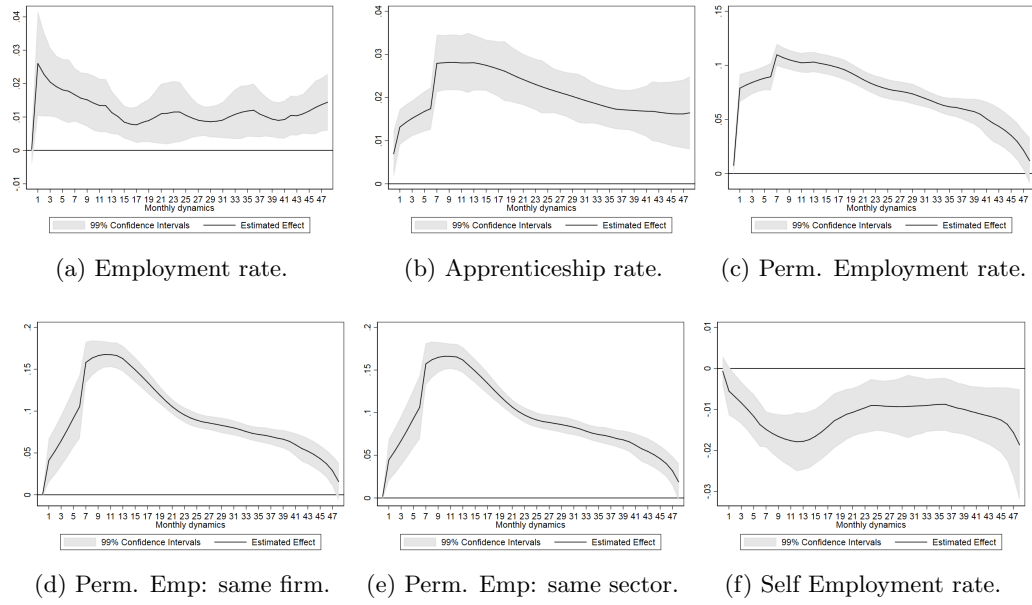 .04
.03
.02
.01
0
-.01
1 3 5 7 9 11 13 15 17 19 21 23 25 27 29 31 33 35 37 39 41 43 45 47
Monthly dynamics
99% Confidence Intervals Estimated Effect
(a) Employment rate.
.04
.03
.02
.01
0
1 3 5 7 9 11 13 15 17 19 21 23 25 27 29 31 33 35 37 39 41 43 45 47
Monthly dynamics
99% Confidence Intervals Estimated Effect
(b) Apprenticeship rate.
.15
.1
.05
0
1 3 5 7 9 11 13 15 17 19 21 23 25 27 29 31 33 35 37 39 41 43 45 47
Monthly dynamics
99% Confidence Intervals Estimated Effect
(c) Perm. Employment rate.
.2
.15
.1
.05
0
1 3 5 7 9 11 13 15 17 19 21 23 25 27 29 31 33 35 37 39 41 43 45 47
Monthly dynamics
99% Confidence Intervals Estimated Effect
(d) Perm. Emp: same firm.
.2
.15
.1
.05
0
1 3 5 7 9 11 13 15 17 19 21 23 25 27 29 31 33 35 37 39 41 43 45 47
Monthly dynamics
99% Confidence Intervals Estimated Effect
(e) Perm. Emp: same sector.
.01
0
-.01
-.02
-.03
1 3 5 7 9 11 13 15 17 19 21 23 25 27 29 31 33 35 37 39 41 43 45 47
Monthly dynamics
99% Confidence Intervals Estimated Effect
(f) Self Employment rate.